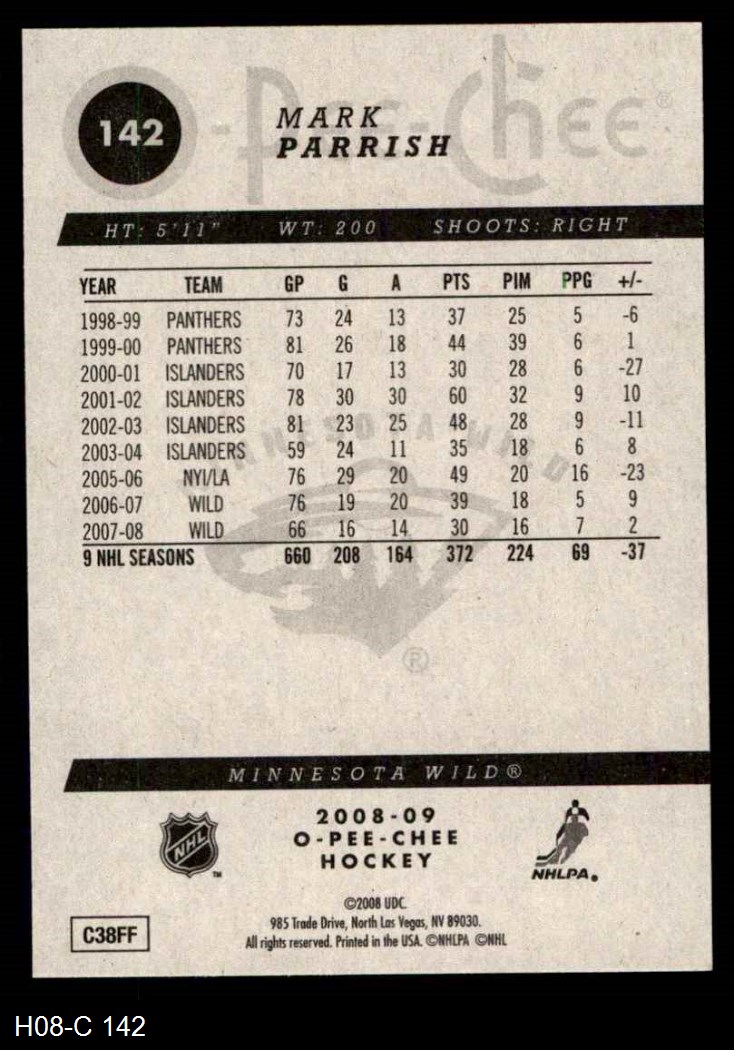 O-Pee-Chee®
142
MARK
PARRISH
HT: 5'11" WT: 200 SHOOTS: RIGHT
YEAR TEAM GP G A PTS PIM PPG +/-
1998-99 PANTHERS 73 24 13 37 25 5 -6
1999-00 PANTHERS 81 26 18 44 39 6 1
2000-01 ISLANDERS 70 17 13 30 28 6 -27
2001-02 ISLANDERS 78 30 30 60 32 9 10
2002-03 ISLANDERS 81 23 25 48 28 9 -11
2003-04 ISLANDERS 59 24 11 35 18 6 8
2005-06 NYI/LA 76 29 20 49 20 16 -23
2006-07 WILD 76 19 20 39 18 5 9
2007-08 WILD 66 16 14 30 16 7 2
9 NHL SEASONS 660 208 164 372 224 69 -37
MINNESOTA WILD
®
MINNESOTA WILD®
NHL
TM
2008-09
O-PEE-CHEE
HOCKEY
NHLPA.
©2008 UDC.
985 Trade Drive, North Las Vegas, NV 89030.
All rights reserved. Printed in the USA. ©NHLPA ©NHL
C38FF
H08-C 142